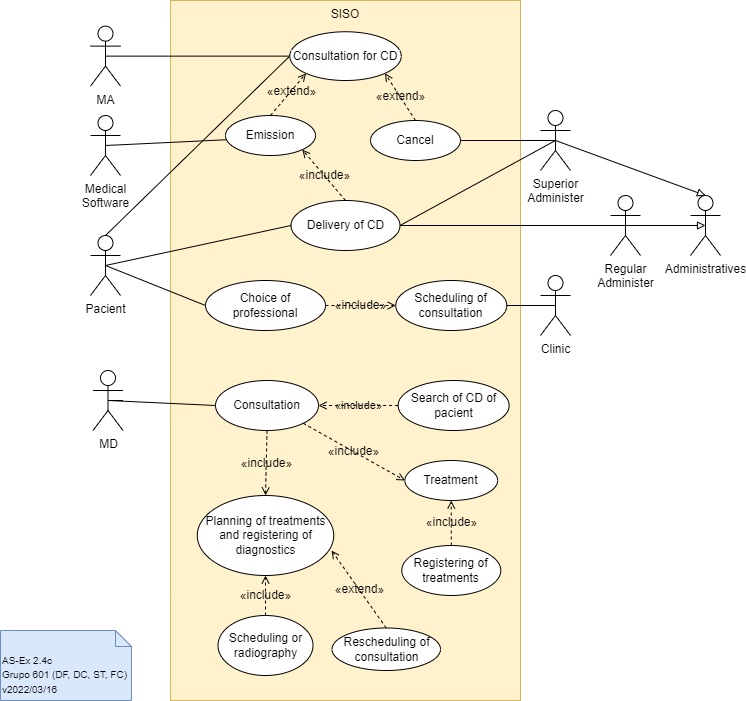 SISO
Consultation for CD
MA
«extend»
«extend»
Emission
Cancel
Medical
Software
«include»
Superior
Administer
Delivery of CD
Regular
Administer
Administratives
Pacient
Choice of
professional
«include»
Scheduling of
consultation
Clinic
MD
Consultation
«include»
Search of CD of
pacient
«include»
«include»
Treatment
Planning of treatments
and registering of
diagnostics
«include»
Registering of
treatments
«include»
«extend»
Scheduling or
radiography
Rescheduling of
consultation
AS-Ex 2.4c
Grupo 601 (DF, DC, ST, FC)
v2022/03/16